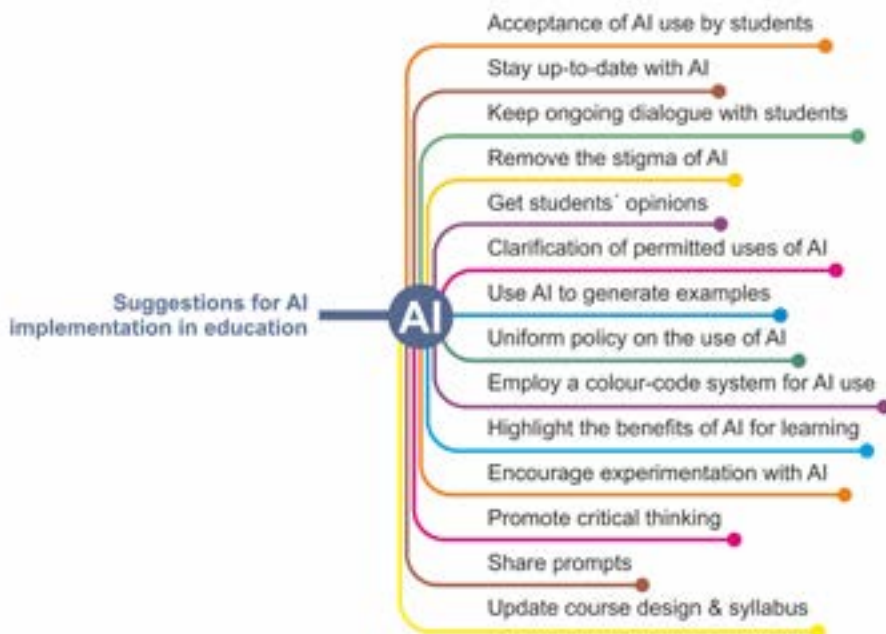 Acceptance of AI use by students
Stay up-to-date with AI
Keep ongoing dialogue with students
Remove the stigma of AI
Get students´ opinions
Clarification of permitted uses of AI
Suggestions for AI
implementation in education
AI
Use AI to generate examples
Uniform policy on the use of AI
Employ a colour-code system for AI use
Highlight the benefits of AI for learning
Encourage experimentation with AI
Promote critical thinking
Share prompts
Update course design & syllabus